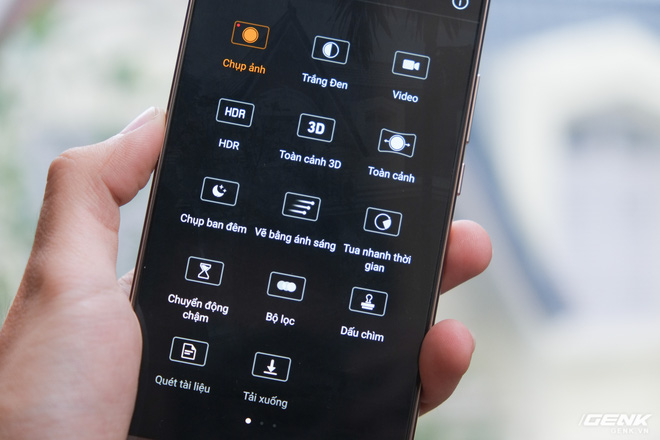 Chụp ảnh
Trắng Đen
Video
HDR
HDR
3D
Toàn cảnh 3D
Toàn cảnh
Chụp ban đêm
Vẽ bằng ánh sáng
Tua nhanh thời
gian
Chuyển động
chậm
Bộ lọc
Dấu chìm
Quét tài liệu
Tải xuống
GENK
GENK.VN